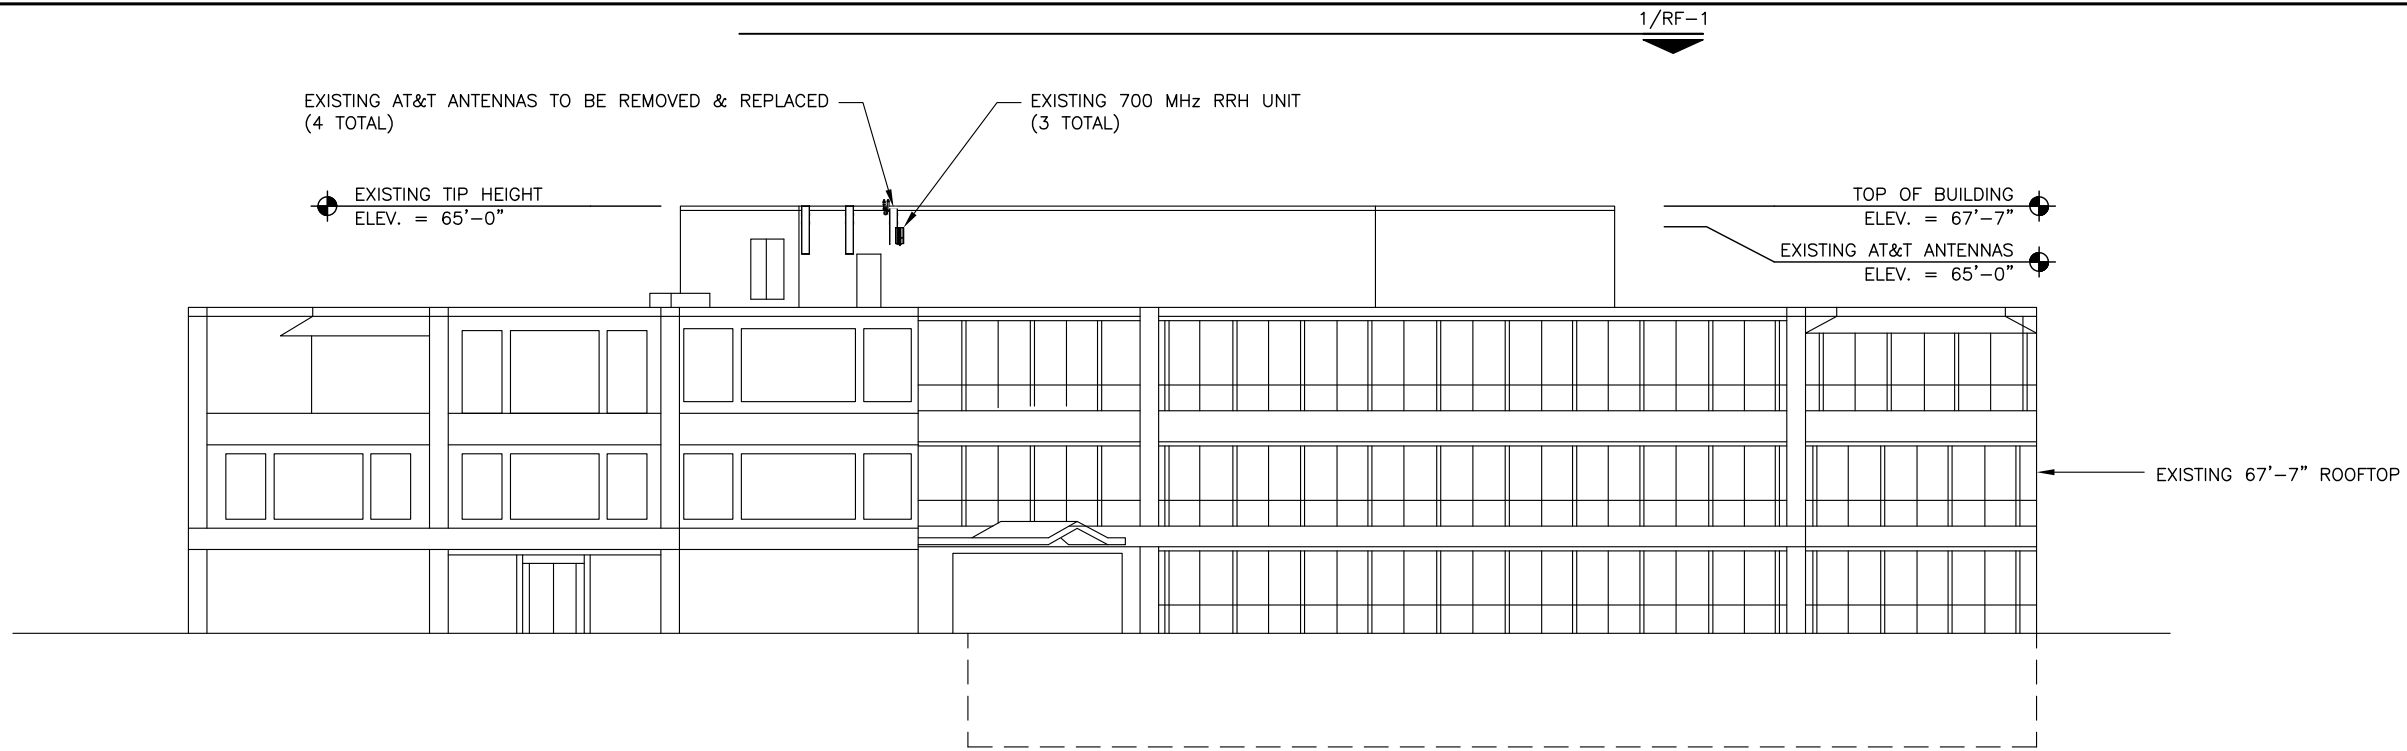 1/RF-1
EXISTING AT&T ANTENNAS TO BE REMOVED & REPLACED
(4 TOTAL)
EXISTING 700 MHz RRH UNIT
(3 TOTAL)
EXISTING TIP HEIGHT
ELEV. = 65'-0"
TOP OF BUILDING
ELEV. = 67'-7"
EXISTING AT&T ANTENNAS
ELEV. = 65'-0"
EXISTING 67'-7" ROOFTOP